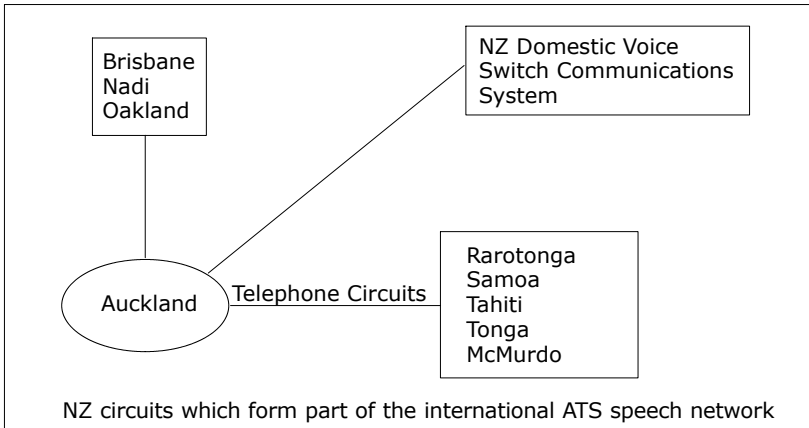 Brisbane
Nadi
Oakland
NZ Domestic Voice
Switch Communications
System
Auckland
Telephone Circuits
Rarotonga
Samoa
Tahiti
Tonga
McMurdo
NZ circuits which form part of the international ATS speech network